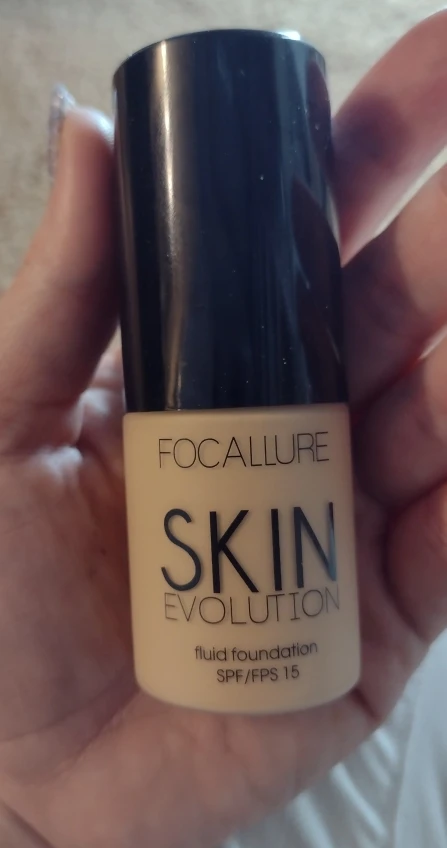 FOCALLURE
SKIN
EVOLUTION
fluid foundation
SPF/FPS 15